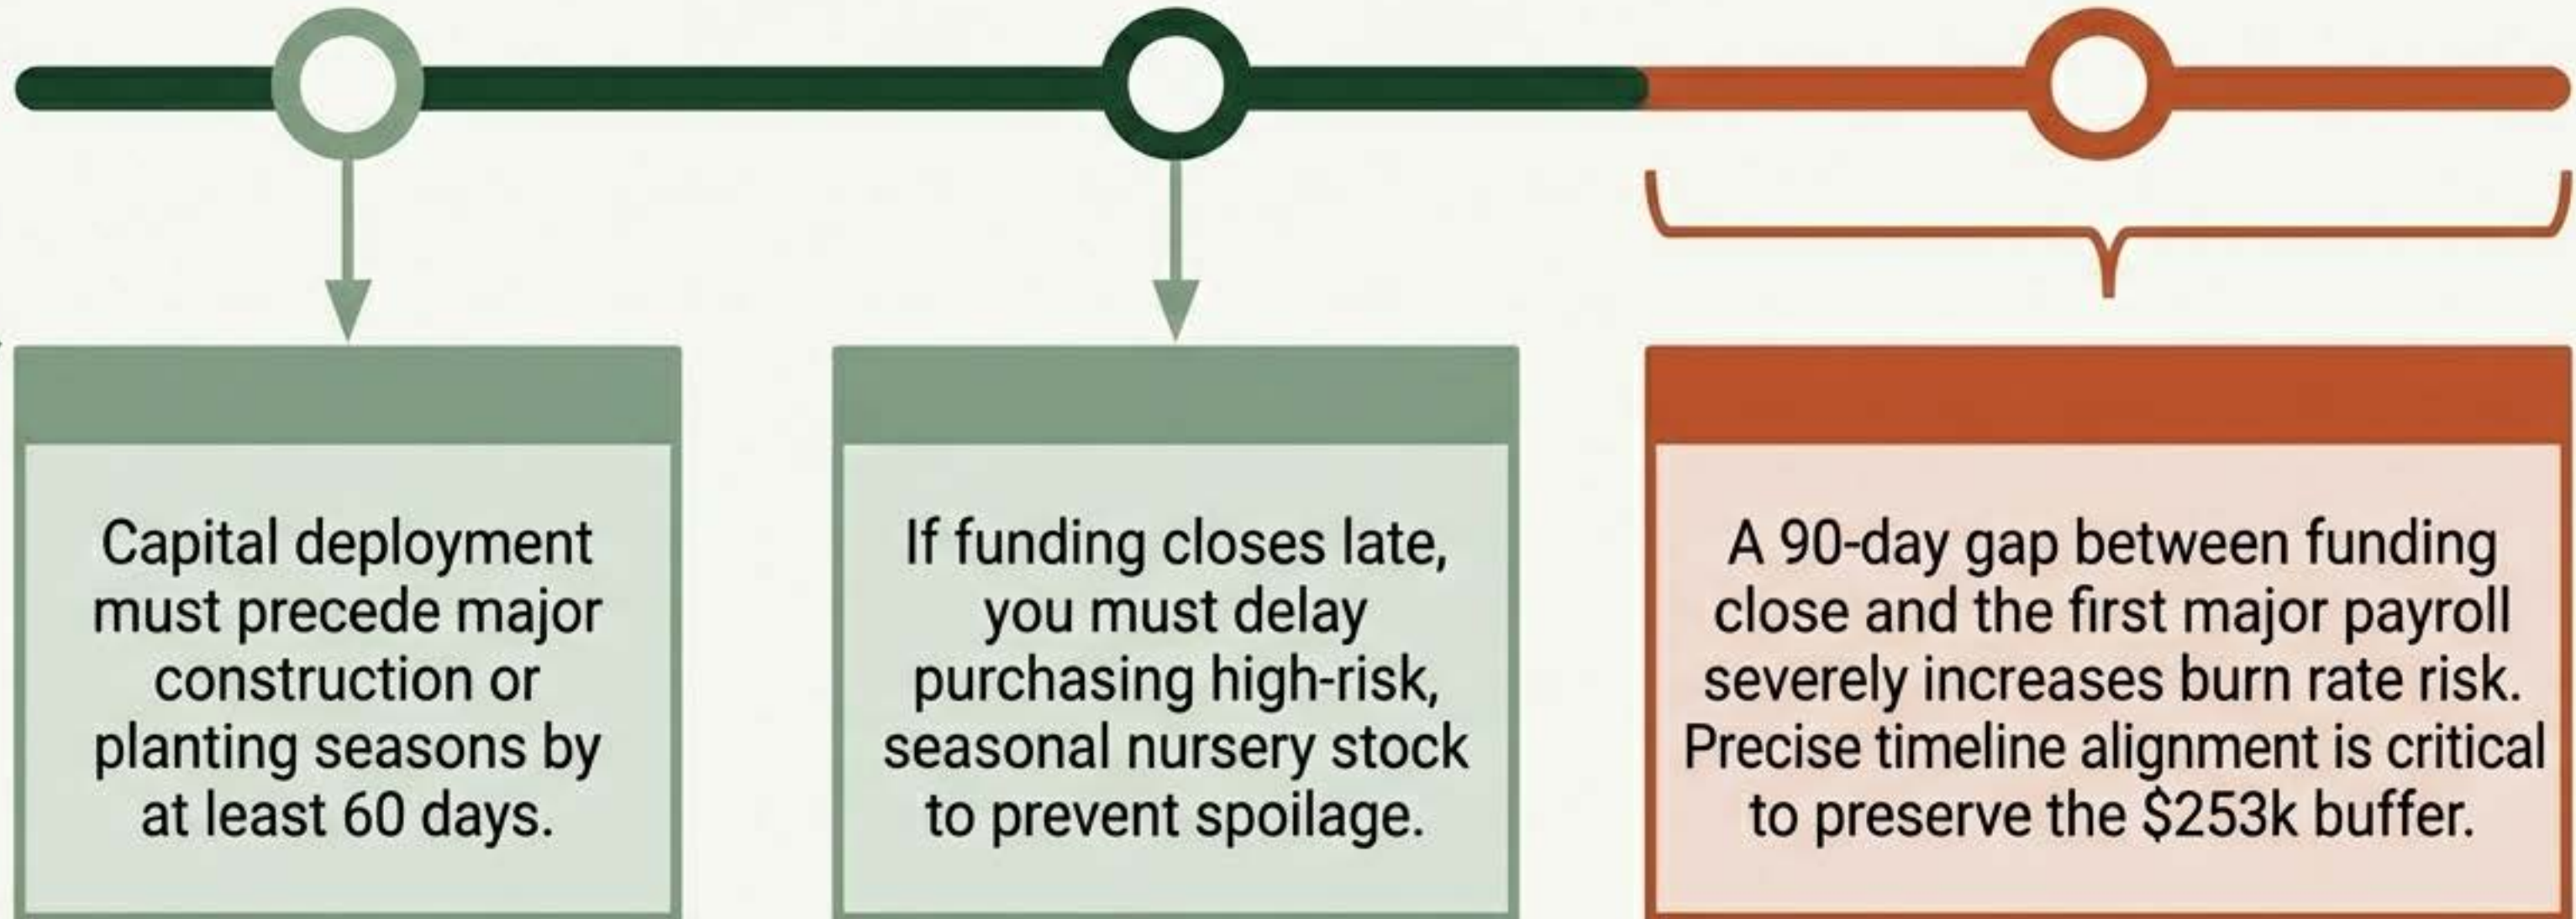 Capital deployment
must precede major
construction or
planting seasons by
at least 60 days.
If funding closes late,
you must delay
purchasing high-risk,
seasonal nursery stock
to prevent spoilage.
A 90-day gap between funding
close and the first major payroll
severely increases burn rate risk.
Precise timeline alignment is critical
to preserve the $253k buffer.